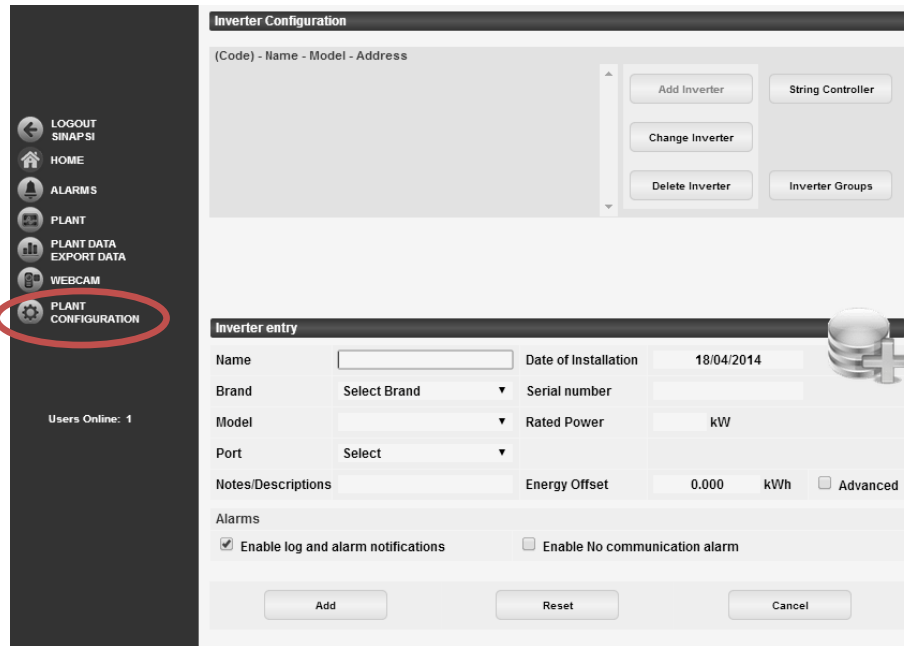 Inverter Configuration
(Code) - Name - Model - Address
Add Inverter
String Controller
Change Inverter
Delete Inverter
Inverter Groups
LOGOUT
SINAPSI
HOME
ALARMS
PLANT
PLANT DATA
EXPORT DATA
WEBCAM
PLANT
CONFIGURATION
Users Online: 1
Inverter entry
Name
Date of Installation 18/04/2014
Brand Select Brand Serial number
Model Rated Power kW
Port Select
Notes/Descriptions Energy Offset 0.000 kWh Advanced
Alarms
Enable log and alarm notifications Enable No communication alarm
Add Reset Cancel